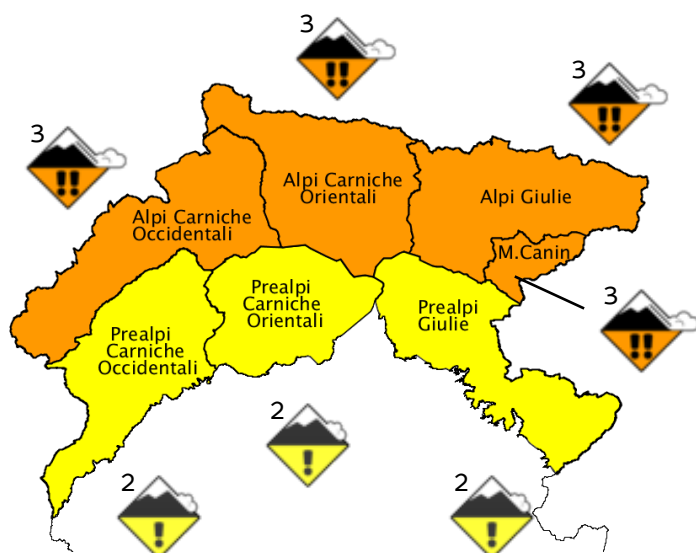 3
3
3
Alpi Carniche
Orientali
Alpi Giulie
Alpi Carniche
Occidentali
M.Canin
Prealpi
Carniche
Orientali
3
Prealpi
Giulie
Prealpi
Carniche
Occidentali
2
2
2